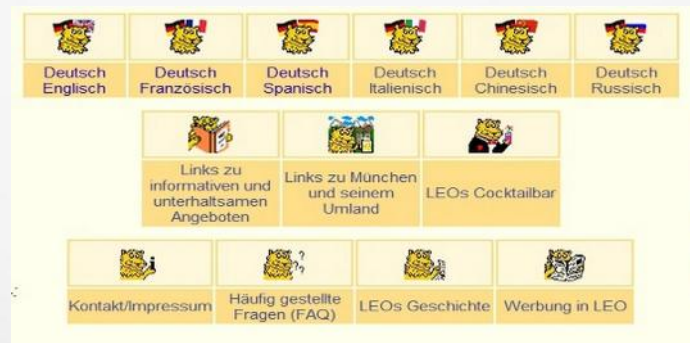 Deutsch Englisch
Deutsch Französisch
Deutsch Spanisch
Deutsch Italienisch
Deutsch Chinesisch
Deutsch Russisch
Links zu
informativen und
unterhaltsamen
Angeboten
Links zu München
und seinem
Umland
LEOs Cocktailbar
Kontakt/Impressum
Häufig gestellte
Fragen (FAQ)
LEOs Geschichte
Werbung in LEO